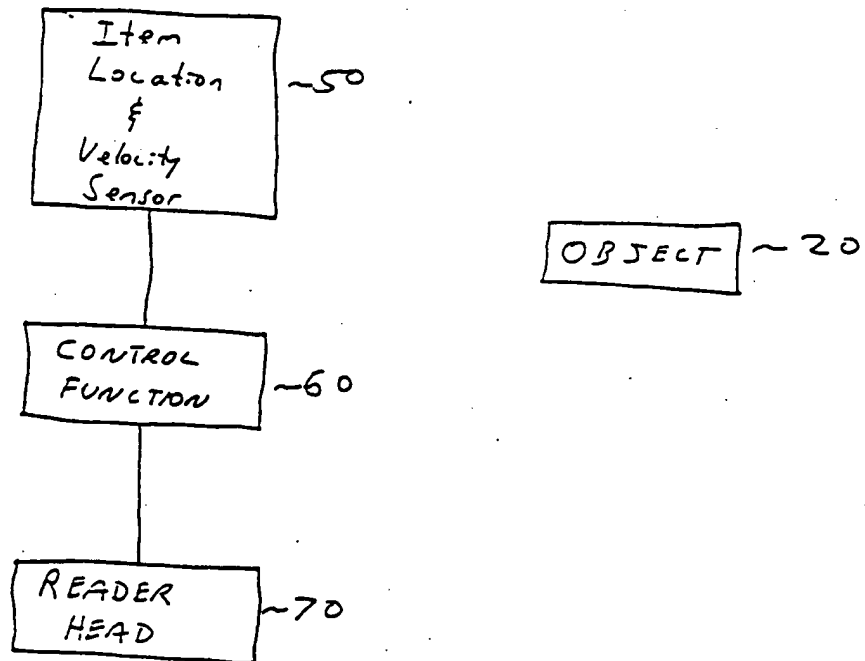 Item
Location
&
Velocity
Sensor
~50
OBJECT ~20
CONTROL
FUNCTION
~60
READER
HEAD
~70